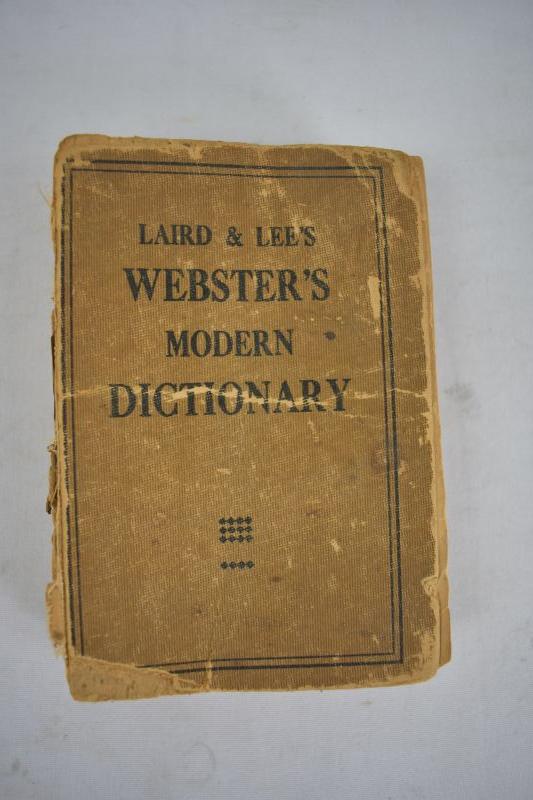 LAIRD & LEE'S
WEBSTER'S
MODERN
DICTIONARY